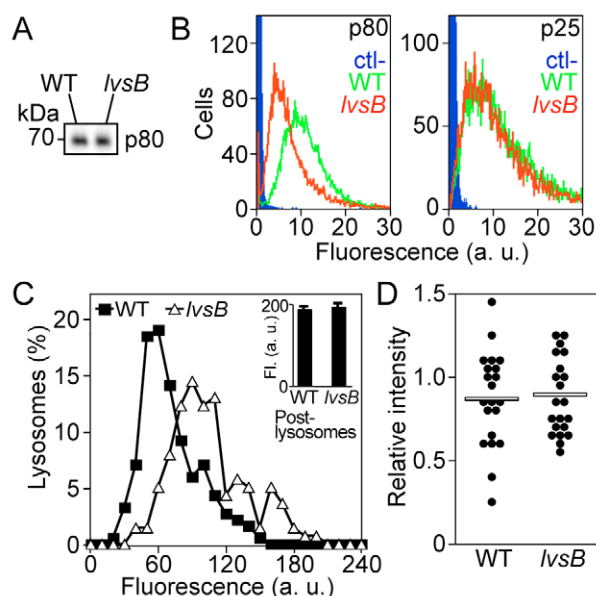 A
WT
lvsB
kDa
70
p80
B
p80
ctl-
WT
lvsB
120
80
40
0
Cells
0 10 20 30
p25
ctl-
WT
lvsB
100
50
0
0 10 20 30
Fluorescence (a. u.)
C
WT lvsB
20
15
10
5
0
Lysosomes (%)
0 60 120 180 240
Fluorescence (a. u.)
200
0
Fl. (a. u.)
WT lvsB
Post-
lysosomes
D
1.5
1.0
0.5
0
Relative intensity
WT lvsB